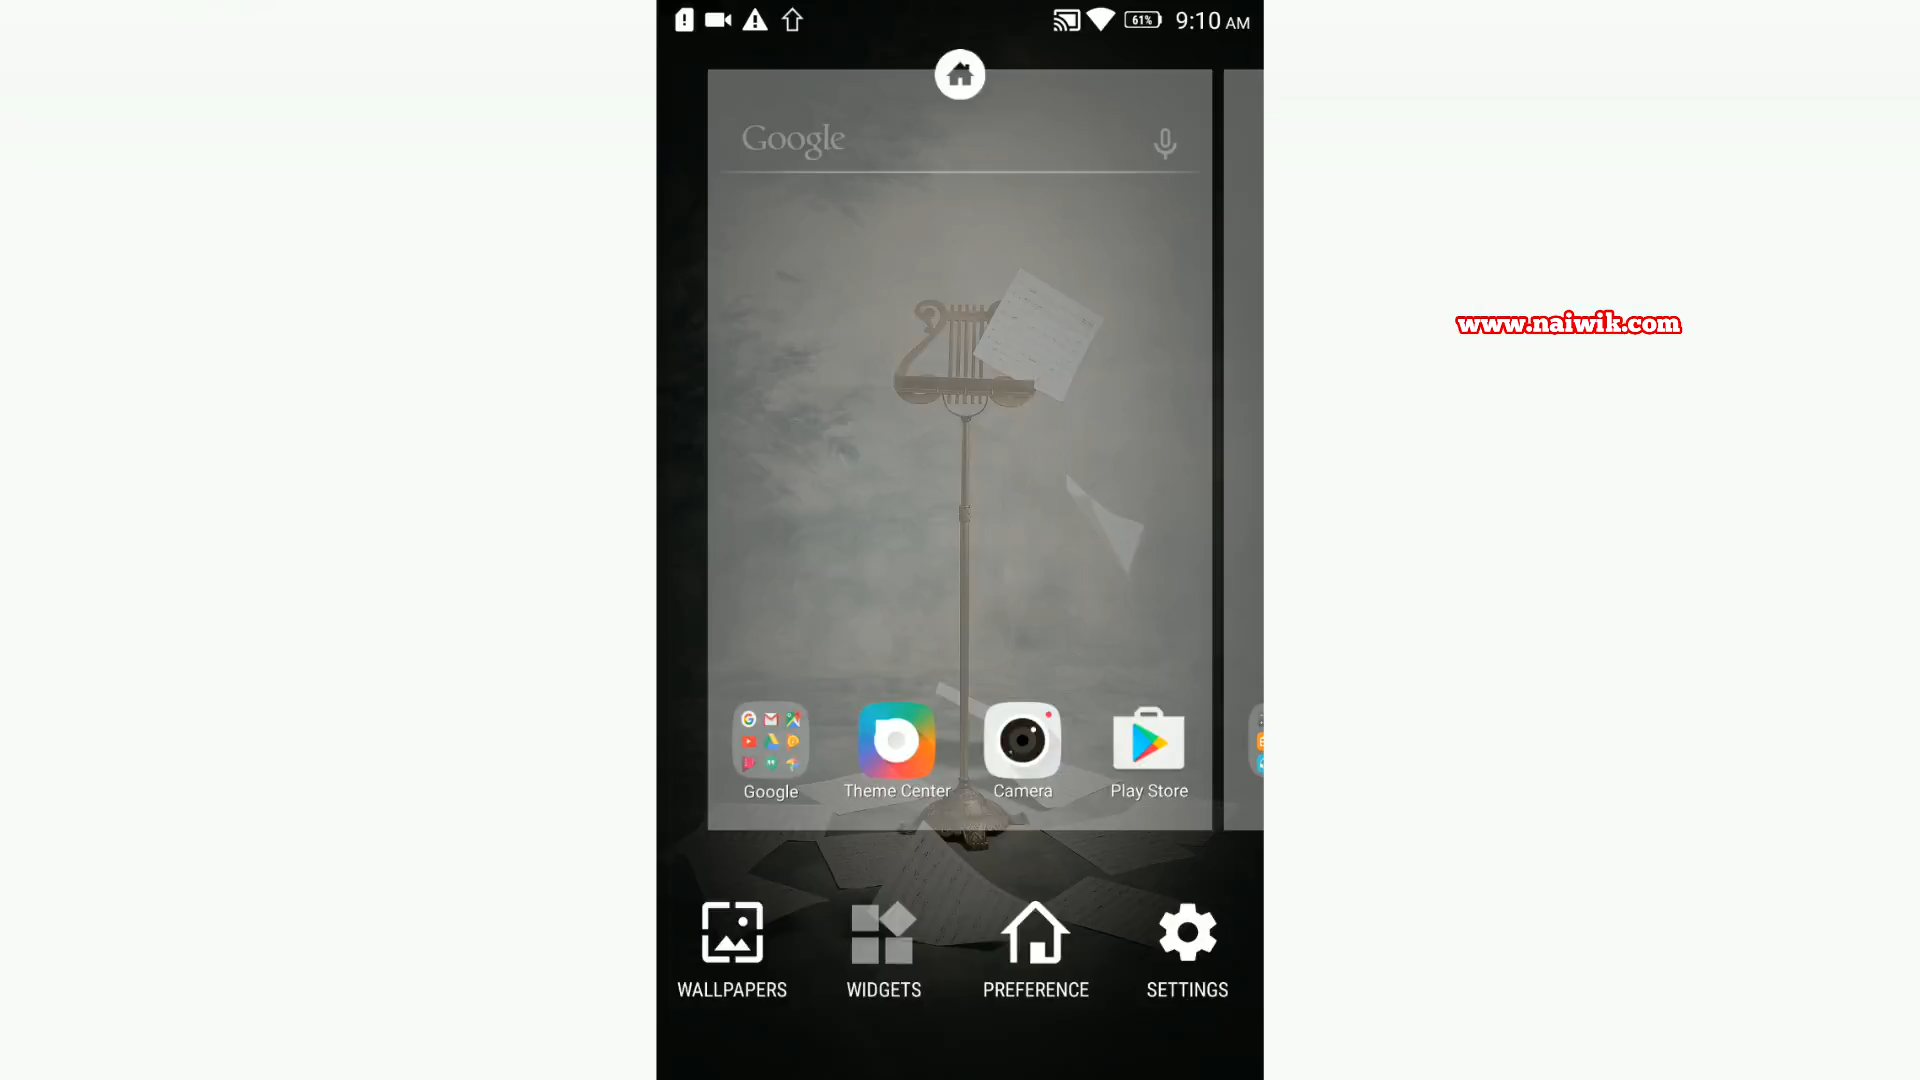 61% 9:10 AM
Google
www.naiwik.com
Google Theme Center Camera Play Store
WALLPAPERS WIDGETS PREFERENCE SETTINGS